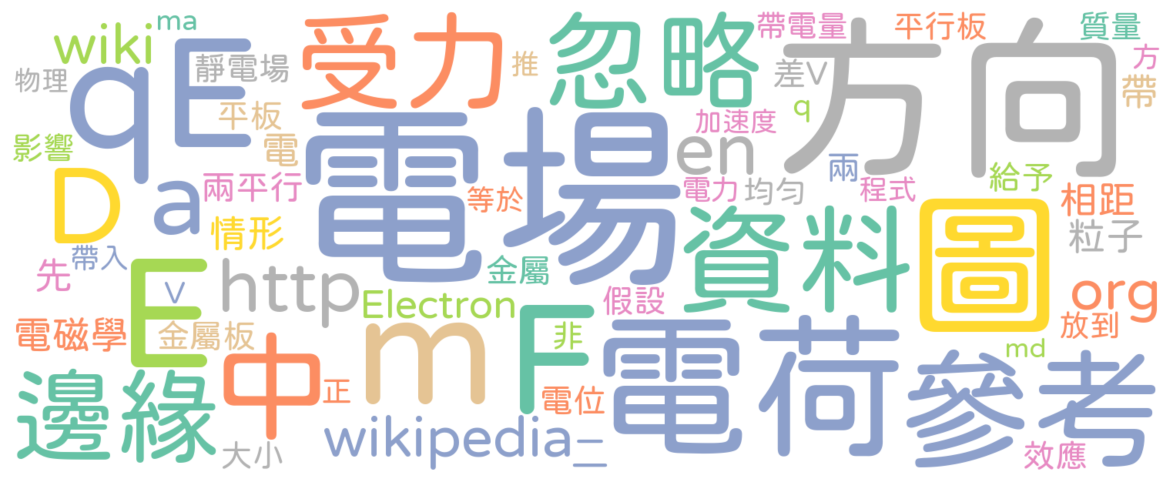 ma
wiki
受力
推
忽略
帶電量
平行板
質量
方向
方
qE
物理
靜電場
差V
帶
平板
q
加速度
影響
電
電場
en
兩
D
a
兩平行
等於
電力
均勻
程式
給予
相距
情形
資料
圖
粒子
帶入
先
金屬
E
V
http
Electron
假設
org
電磁學
金屬板
m
F
非
電荷
放到
md
中
參考
邊緣
正
電位
wikipedia_
大小
效應